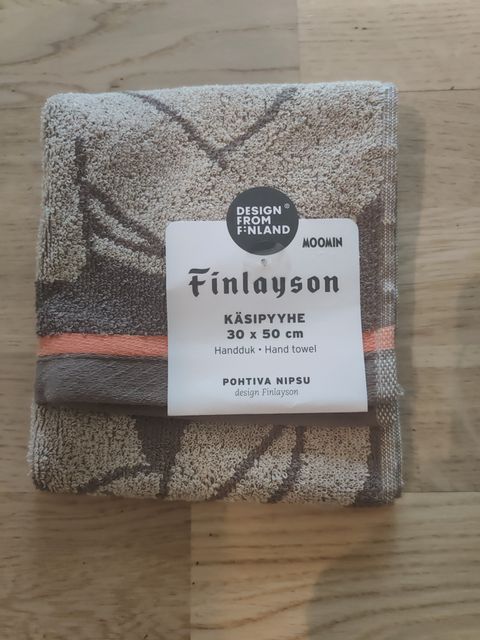 DESIGN®
FROM
FINLAND
MOOMIN
Finlayson
KÄSIPYYHE
30 x 50 cm
Handduk • Hand towel
POHTIVA NIPSU
design Finlayson